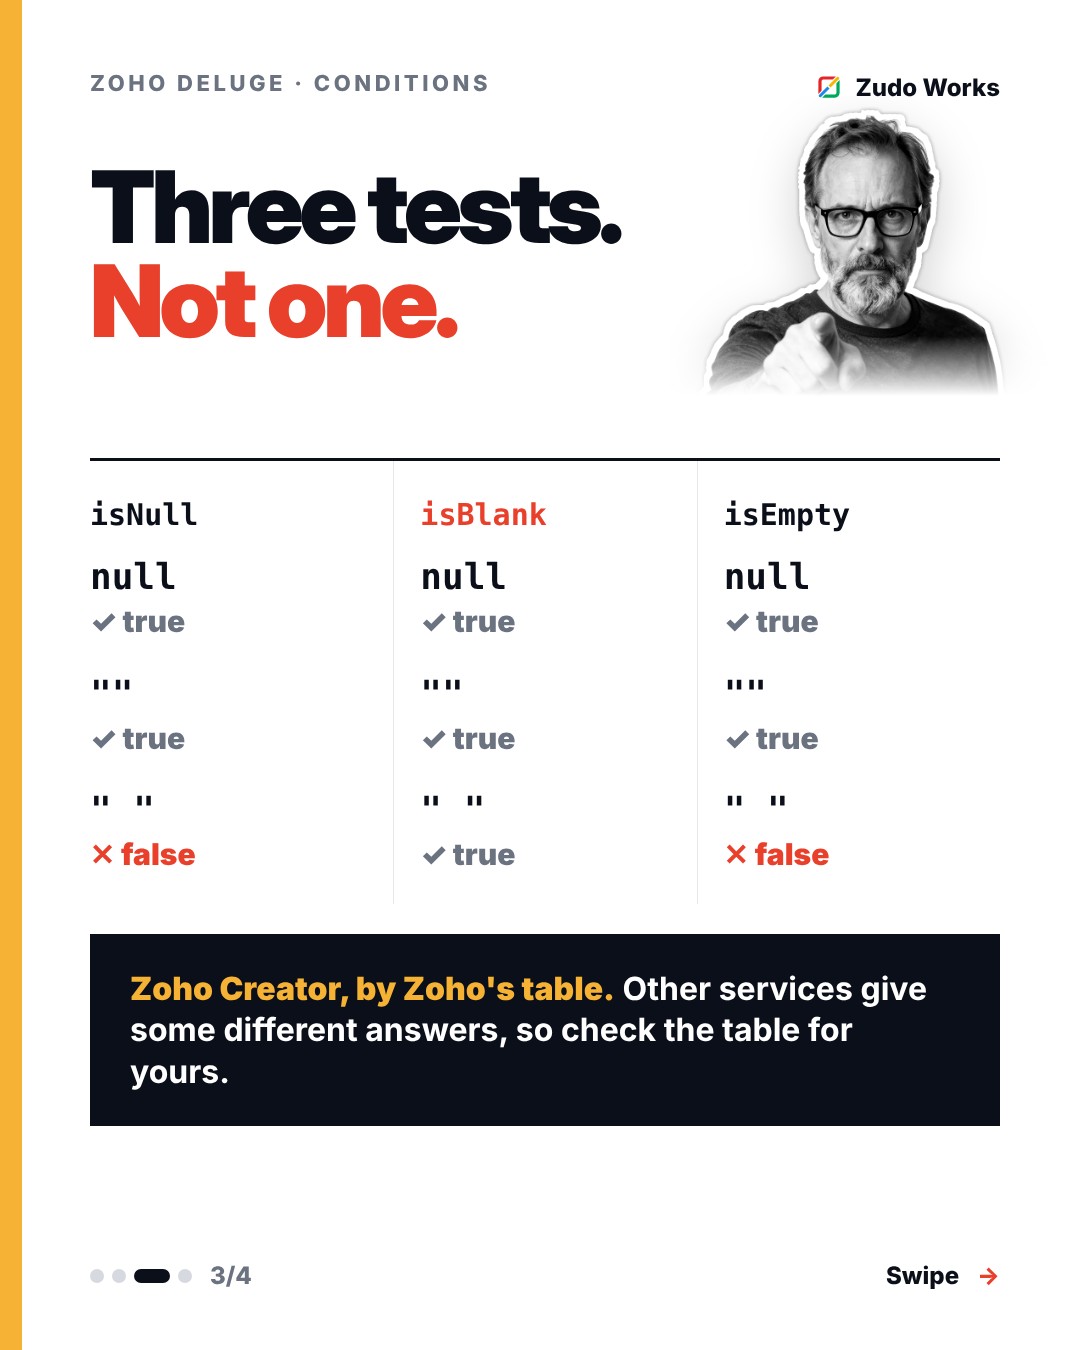 ZOHO DELUGE · CONDITIONS
Zudo Works
Three tests.
Not one.
isNull
null
✓ true
""
✓ true
" "
✕ false
isBlank
null
✓ true
""
✓ true
" "
✓ true
isEmpty
null
✓ true
""
✓ true
" "
✕ false
Zoho Creator, by Zoho's table. Other services give
some different answers, so check the table for
yours.
3/4
Swipe →